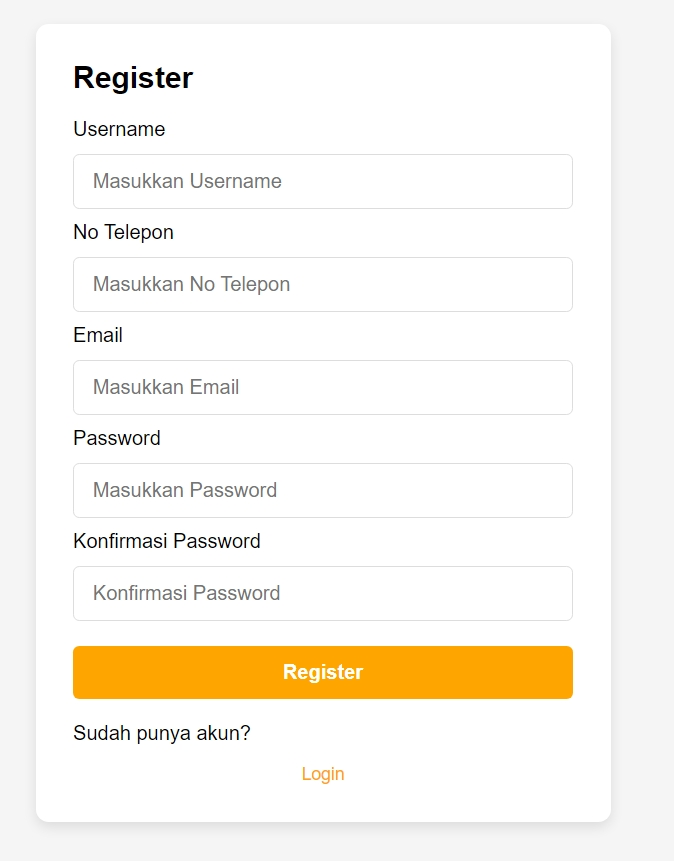 Register
Username
Masukkan Username
No Telepon
Masukkan No Telepon
Email
Masukkan Email
Password
Masukkan Password
Konfirmasi Password
Konfirmasi Password
Register
Sudah punya akun?
Login